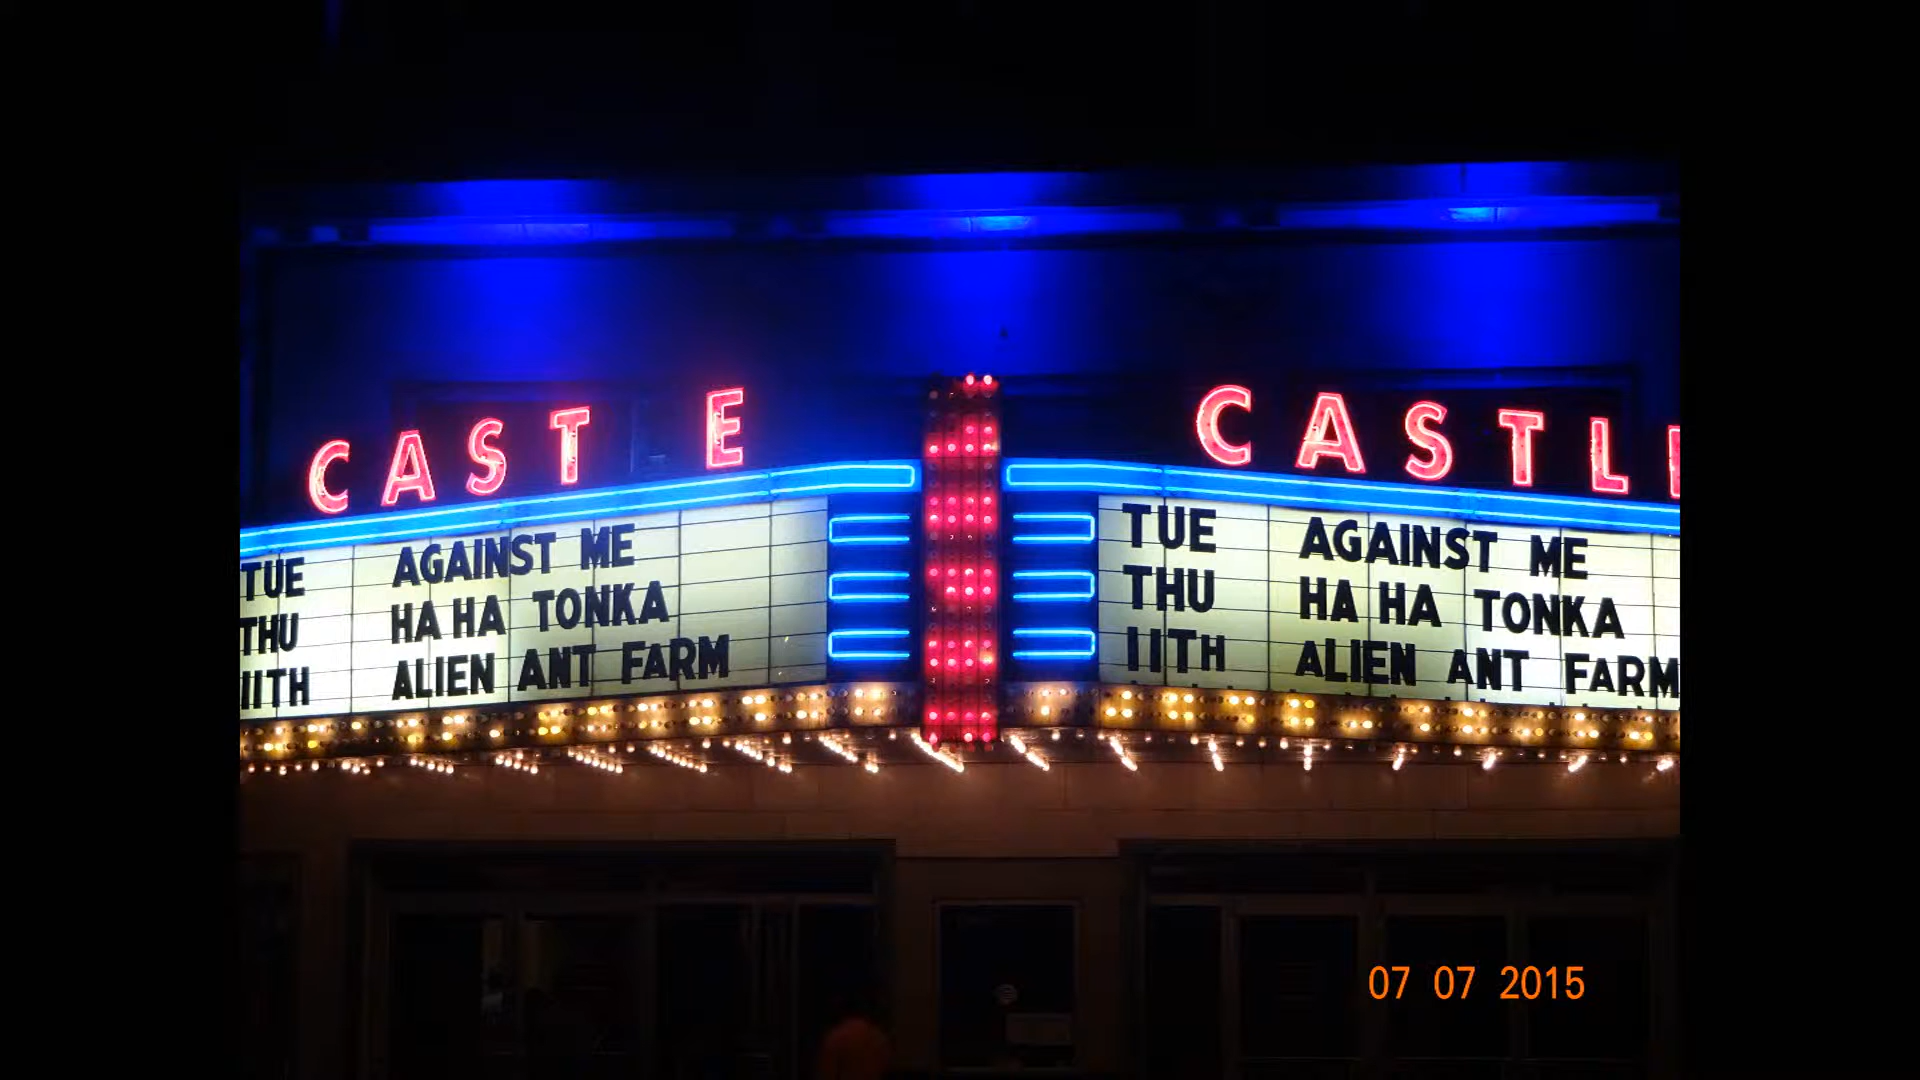 CAST E
TUE AGAINST ME
THU HA HA TONKA
11TH ALIEN ANT FARM
CASTLE
TUE AGAINST ME
THU HA HA TONKA
11TH ALIEN ANT FARM
07 07 2015